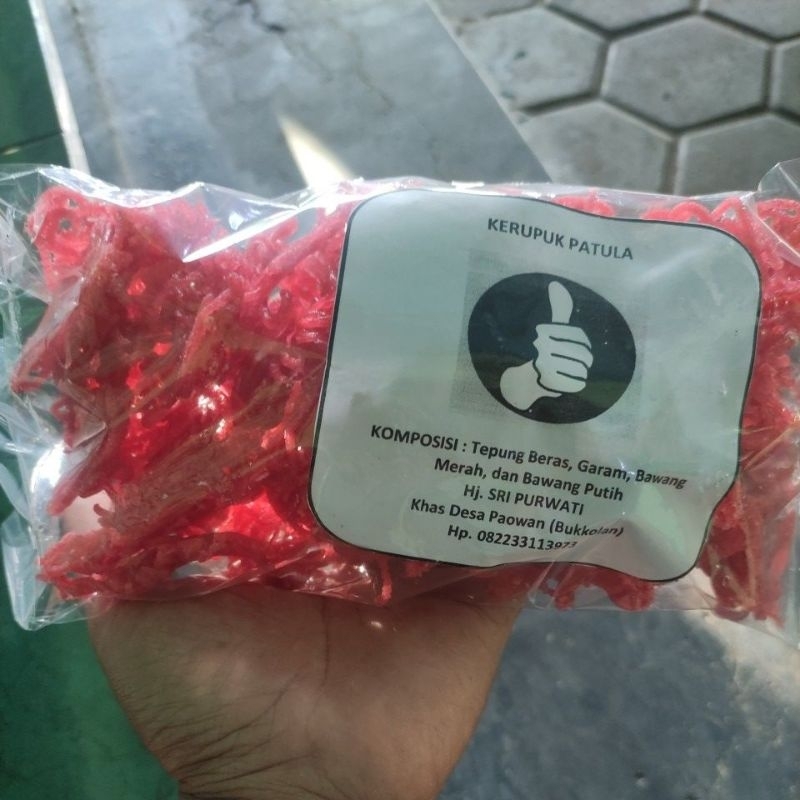 KERUPUK PATULA
KOMPOSISI : Tepung Beras, Garam, Bawang
Merah, dan Bawang Putih
Hj. SRI PURWATI
Khas Desa Paowan (Bukkolan)
Hp.